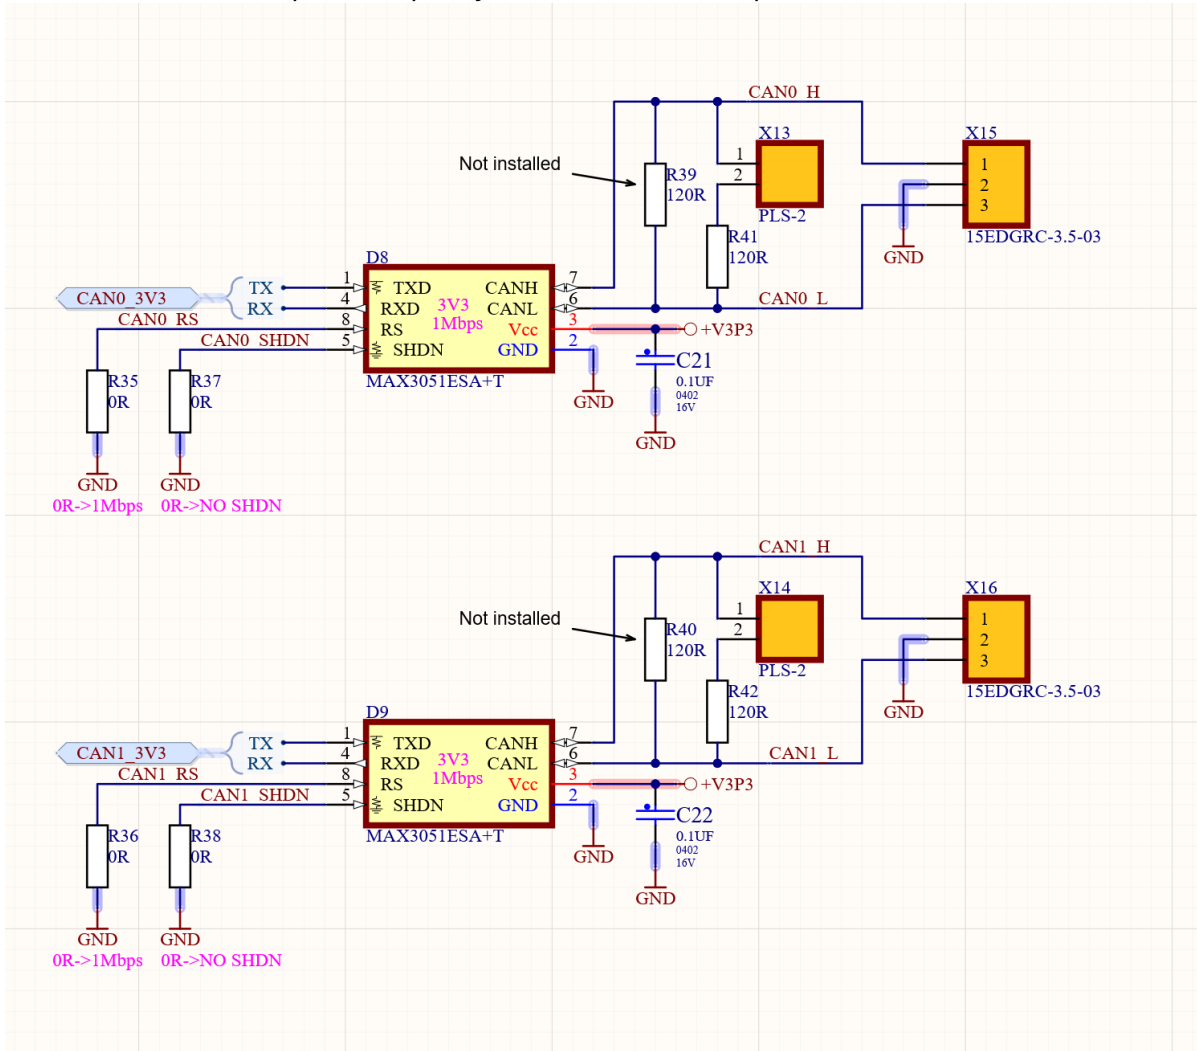 CAN0_H
X13
X15
Not installed
1
2
R39
120R
PLS-2
1
2
3
R41
120R
15EDGRC-3.5-03
GND
D8
CAN0_3V3
TX
RX
1
4
8
5
TXD
RXD
RS
SHDN
3V3
1Mbps
CANH
CANL
Vcc
GND
7
6
3
2
CAN0_L
+V3P3
CAN0_RS
CAN0_SHDN
MAX3051ESA+T
C21
0.1UF
0402
16V
GND
GND
R35
0R
R37
0R
GND
GND
0R->1Mbps
0R->NO SHDN
CAN1_H
X14
X16
Not installed
1
2
R40
120R
PLS-2
1
2
3
R42
120R
15EDGRC-3.5-03
GND
D9
CAN1_3V3
TX
RX
1
4
8
5
TXD
RXD
RS
SHDN
3V3
1Mbps
CANH
CANL
Vcc
GND
7
6
3
2
CAN1_L
+V3P3
CAN1_RS
CAN1_SHDN
MAX3051ESA+T
C22
0.1UF
0402
16V
GND
GND
R36
0R
R38
0R
GND
GND
0R->1Mbps
0R->NO SHDN